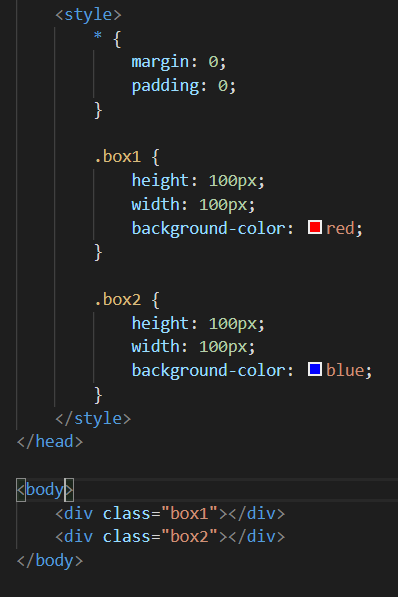 <style>
* {
margin: 0;
padding: 0;
}
.box1 {
height: 100px;
width: 100px;
background-color: red;
}
.box2 {
height: 100px;
width: 100px;
background-color: blue;
}
</style>
</head>
<body>
<div class="box1"></div>
<div class="box2"></div>
</body>